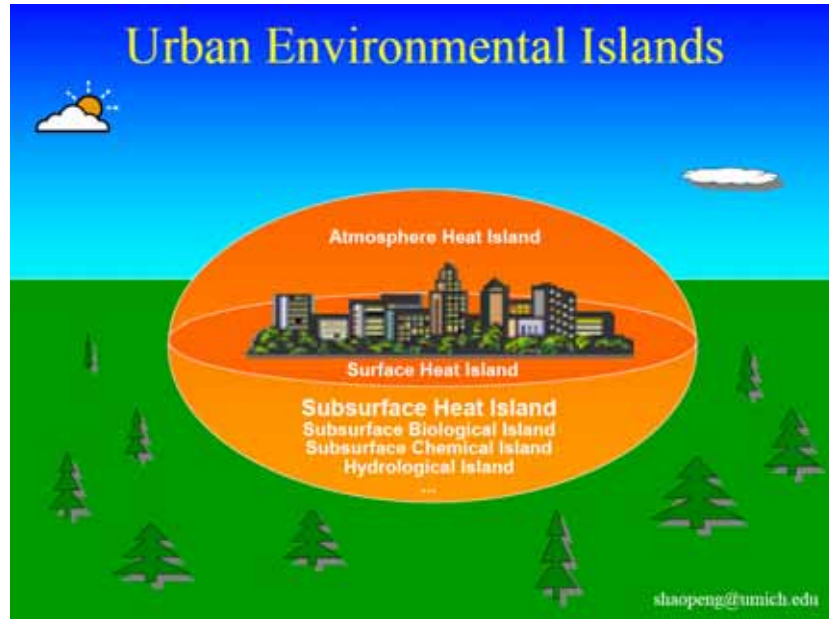 Urban Environmental Islands
Atmosphere Heat Island
Surface Heat Island
Subsurface Heat Island
Subsurface Biological Island
Subsurface Chemical Island
Hydrological Island
...
shaopeng@umich.edu